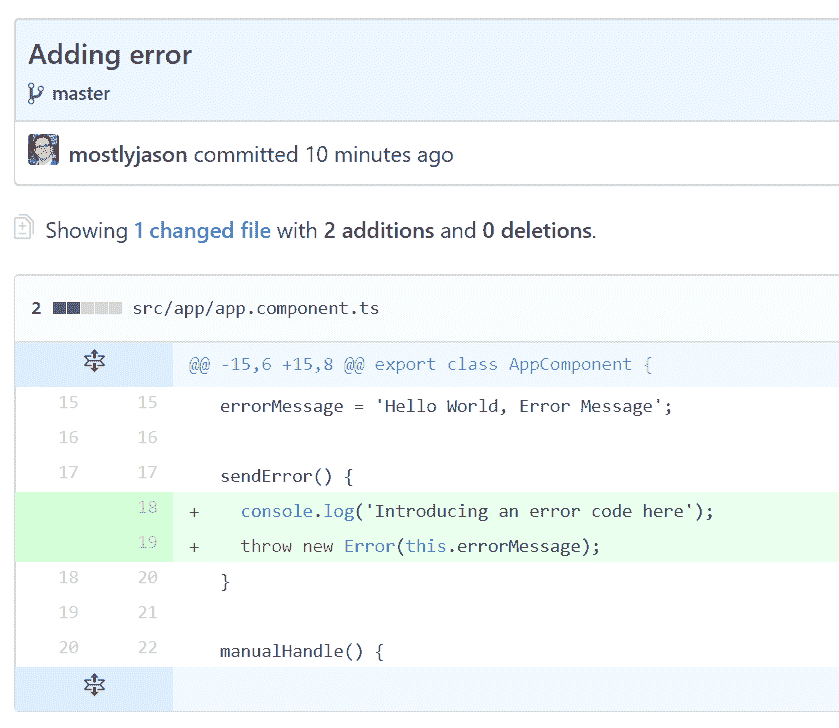 Adding error
master
mostlyjason committed 10 minutes ago
Showing 1 changed file with 2 additions and 0 deletions.
2 src/app/app.component.ts
@@ -15,6 +15,8 @@ export class AppComponent {
15 15 errorMessage = 'Hello World, Error Message';
16 16
17 17 sendError() {
18 + console.log('Introducing an error code here');
19 + throw new Error(this.errorMessage);
18 20 }
19 21
20 22 manualHandle() {